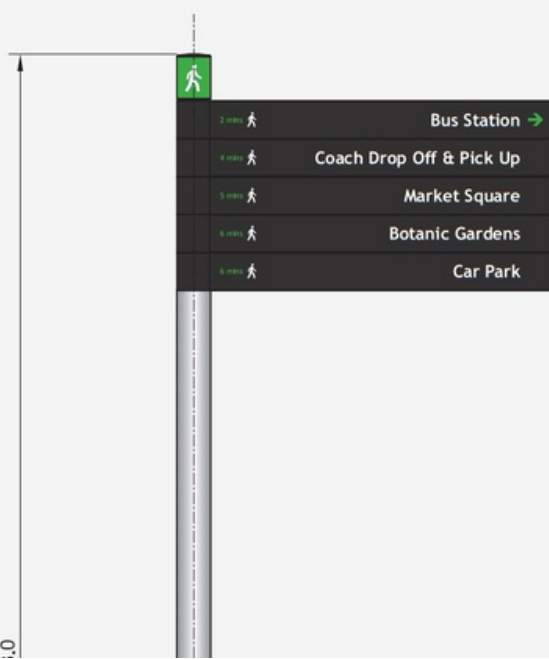 2 mins Bus Station →
4 mins Coach Drop Off & Pick Up
5 mins Market Square
6 mins Botanic Gardens
6 mins Car Park